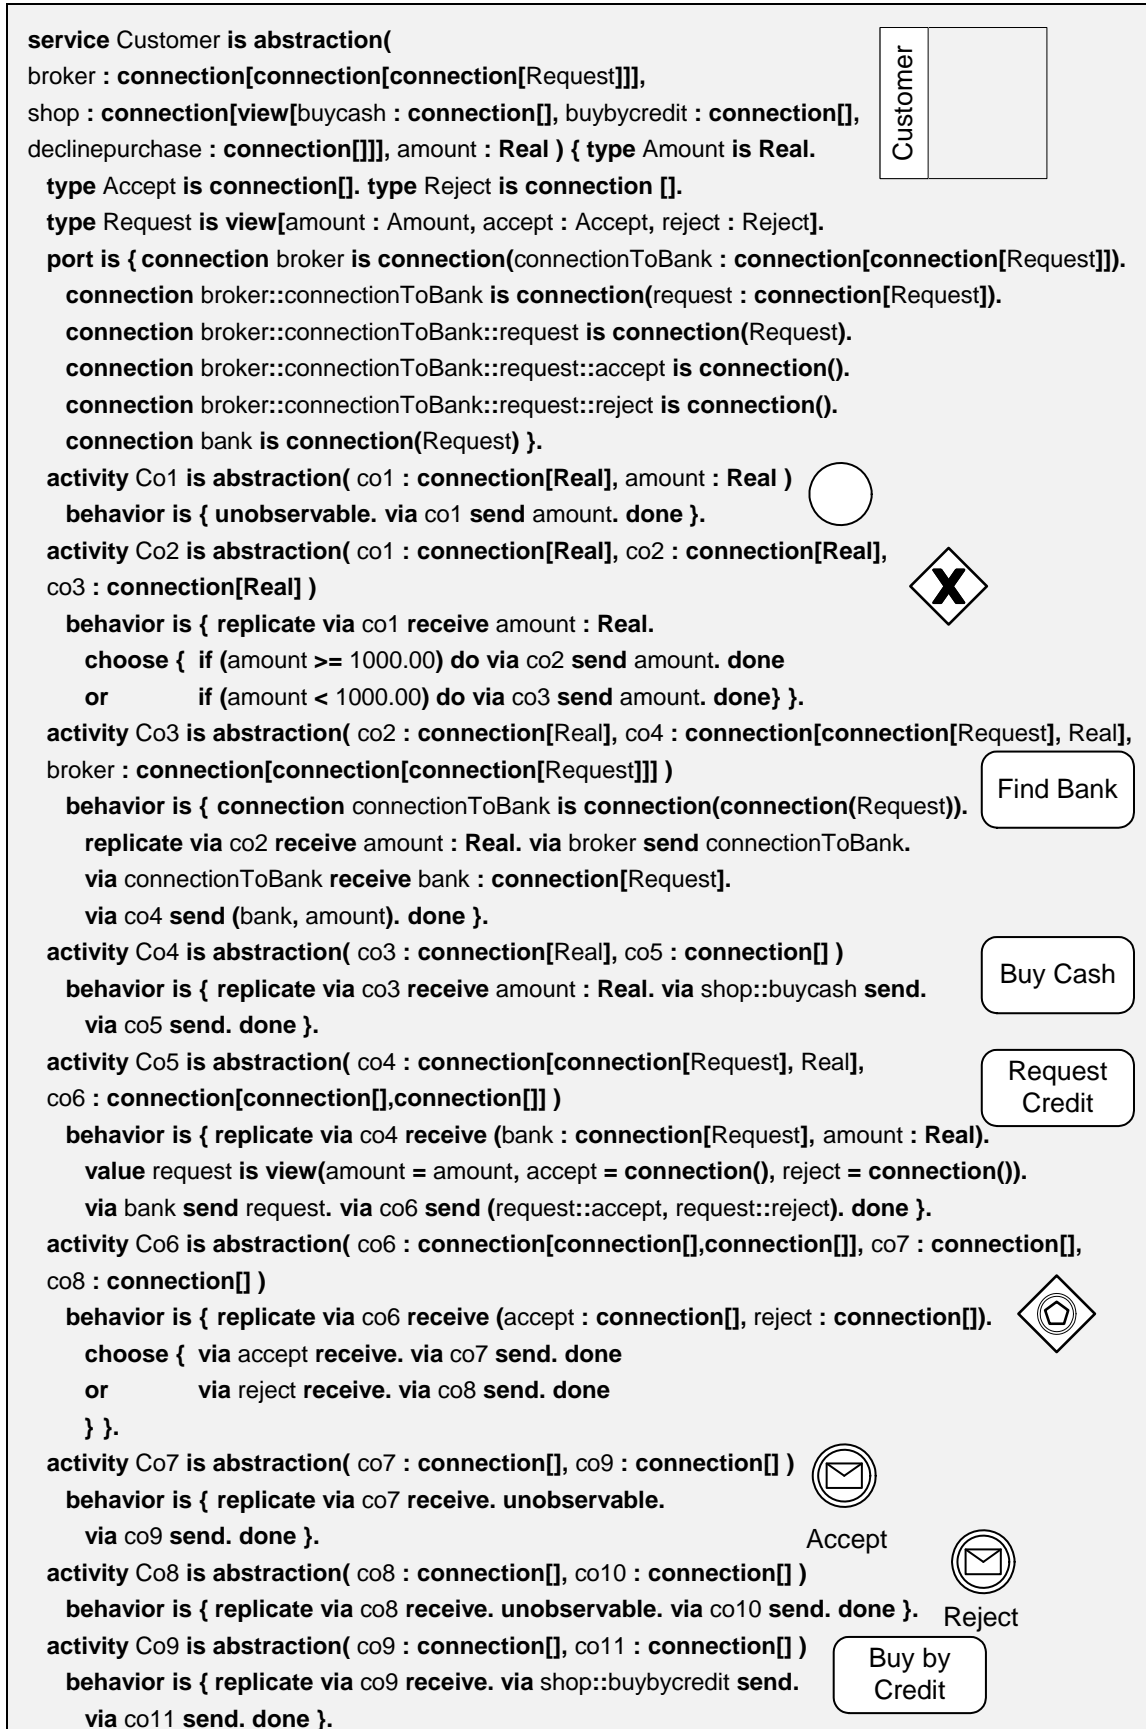 service Customer is abstraction(
broker : connection[connection[connection[Request]]],
shop : connection[view[buycash : connection[], buybycredit : connection[],
declinepurchase : connection[]]], amount : Real ) { type Amount is Real.
Customer
type Accept is connection[]. type Reject is connection [].
type Request is view[amount : Amount, accept : Accept, reject : Reject].
port is { connection broker is connection(connectionToBank : connection[connection[Request]]).
connection broker::connectionToBank is connection(request : connection[Request]).
connection broker::connectionToBank::request is connection(Request).
connection broker::connectionToBank::request::accept is connection().
connection broker::connectionToBank::request::reject is connection().
connection bank is connection(Request) }.
activity Co1 is abstraction( co1 : connection[Real], amount : Real )
behavior is { unobservable. via co1 send amount. done }.
activity Co2 is abstraction( co1 : connection[Real], co2 : connection[Real],
co3 : connection[Real] )
X
behavior is { replicate via co1 receive amount : Real.
choose { if (amount >= 1000.00) do via co2 send amount. done
or if (amount < 1000.00) do via co3 send amount. done} }.
activity Co3 is abstraction( co2 : connection[Real], co4 : connection[connection[Request], Real],
broker : connection[connection[connection[Request]]] )
Find Bank
behavior is { connection connectionToBank is connection(connection(Request)).
replicate via co2 receive amount : Real. via broker send connectionToBank.
via connectionToBank receive bank : connection[Request].
via co4 send (bank, amount). done }.
activity Co4 is abstraction( co3 : connection[Real], co5 : connection[] )
Buy Cash
behavior is { replicate via co3 receive amount : Real. via shop::buycash send.
via co5 send. done }.
activity Co5 is abstraction( co4 : connection[connection[Request], Real],
co6 : connection[connection[],connection[]] )
Request
Credit
behavior is { replicate via co4 receive (bank : connection[Request], amount : Real).
value request is view(amount = amount, accept = connection(), reject = connection()).
via bank send request. via co6 send (request::accept, request::reject). done }.
activity Co6 is abstraction( co6 : connection[connection[],connection[]], co7 : connection[],
co8 : connection[] )
behavior is { replicate via co6 receive (accept : connection[], reject : connection[]).
choose { via accept receive. via co7 send. done
or via reject receive. via co8 send. done
} }.
activity Co7 is abstraction( co7 : connection[], co9 : connection[] )
behavior is { replicate via co7 receive. unobservable.
via co9 send. done }.
Accept
activity Co8 is abstraction( co8 : connection[], co10 : connection[] )
behavior is { replicate via co8 receive. unobservable. via co10 send. done }.
Reject
activity Co9 is abstraction( co9 : connection[], co11 : connection[] )
Buy by
Credit
behavior is { replicate via co9 receive. via shop::buybycredit send.
via co11 send. done }.